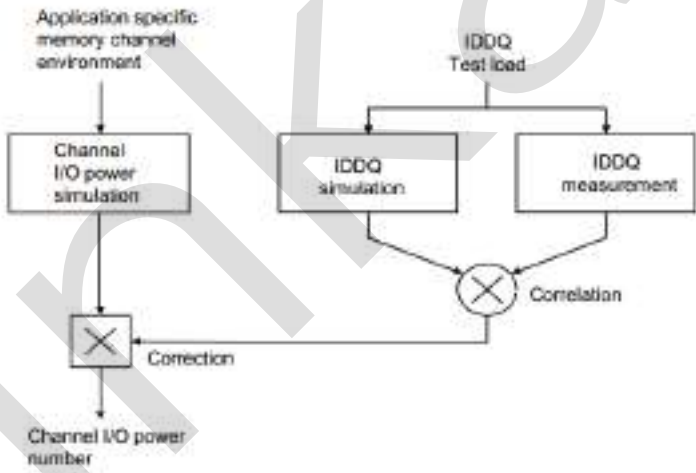 Application specific
memory channel
environment
IDDQ
Test load
Channel
I/O power
simulation
IDDQ
simulation
IDDQ
measurement
Correlation
Correction
Channel I/O power
number